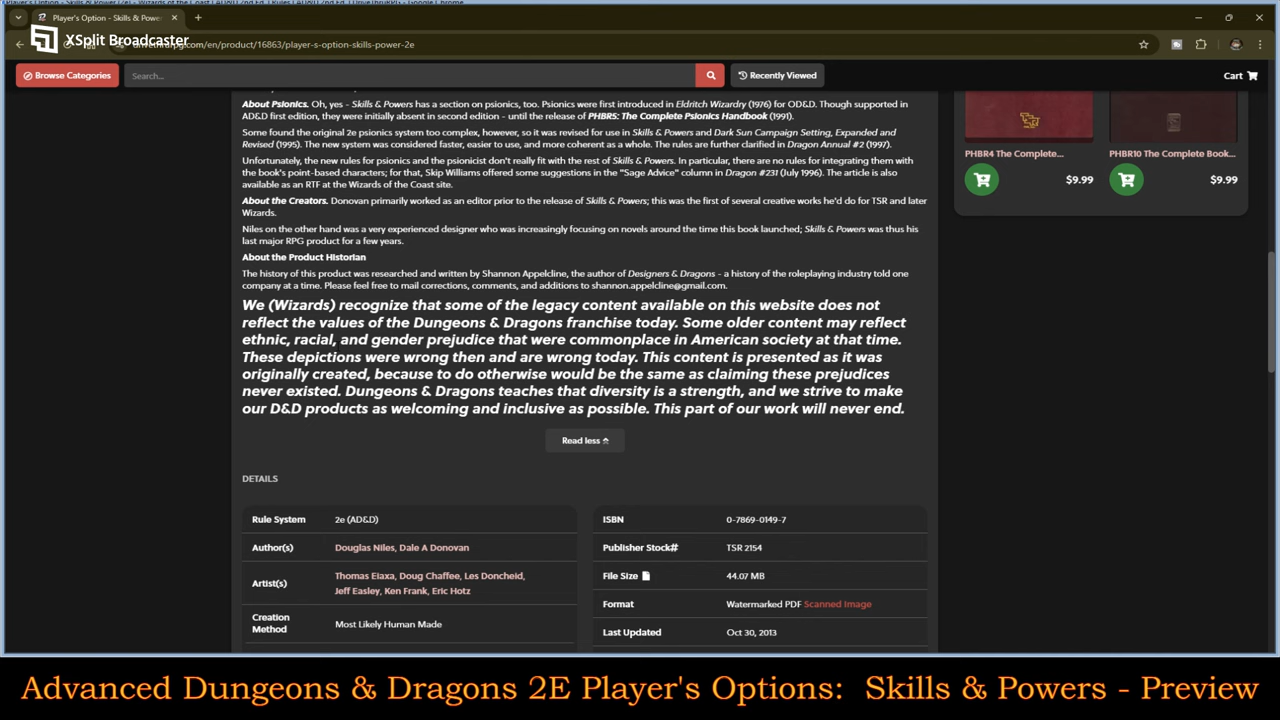 Player's Option - Skills & Powe
XSplit Broadcaster
en/product/16863/player-s-option-skills-power-2e
Browse Categories
Search...
Recently Viewed
Cart
About Psionics. Oh, yes - Skills & Powers has a section on psionics, too. Psionics were first introduced in Eldritch Wizardry (1976) for OD&D. Though supported in
AD&D first edition, they were initially absent in second edition - until the release of PHBR5: The Complete Psionics Handbook (1991).
Some found the original 2e psionics system too complex, however, so it was revised for use in Skills & Powers and Dark Sun Campaign Setting, Expanded and
Revised (1995). The new system was considered faster, easier to use, and more coherent as a whole. The rules are further clarified in Dragon Annual #2 (1997).
Unfortunately, the new rules for psionics and the psionicist don't really fit with the rest of Skills & Powers. In particular, there are no rules for integrating them with
the book's point-based characters; for that, Skip Williams offered some suggestions in the "Sage Advice" column in Dragon #231 (July 1996). The article is also
available as an RTF at the Wizards of the Coast site.
About the Creators. Donovan primarily worked as an editor prior to the release of Skills & Powers; this was the first of several creative works he'd do for TSR and later
Wizards.
Niles on the other hand was a very experienced designer who was increasingly focusing on novels around the time this book launched; Skills & Powers was thus his
last major RPG product for a few years.
About the Product Historian
The history of this product was researched and written by Shannon Appelcline, the author of Designers & Dragons - a history of the roleplaying industry told one
company at a time. Please feel free to mail corrections, comments, and additions to shannon.appelcline@gmail.com.
We (Wizards) recognize that some of the legacy content available on this website does not
reflect the values of the Dungeons & Dragons franchise today. Some older content may reflect
ethnic, racial, and gender prejudice that were commonplace in American society at that time.
These depictions were wrong then and are wrong today. This content is presented as it was
originally created, because to do otherwise would be the same as claiming these prejudices
never existed. Dungeons & Dragons teaches that diversity is a strength, and we strive to make
our D&D products as welcoming and inclusive as possible. This part of our work will never end.
Read less
PHBR4 The Complete...
$9.99
PHBR10 The Complete Book...
$9.99
DETAILS
Rule System 2e (AD&D)
Author(s) Douglas Niles, Dale A Donovan
Artist(s) Thomas Eiaxa, Doug Chaffee, Les Doncheid,
Jeff Easley, Ken Frank, Eric Hotz
Creation
Method Most Likely Human Made
ISBN 0-7869-0149-7
Publisher Stock# TSR 2154
File Size 44.07 MB
Format Watermarked PDF Scanned Image
Last Updated Oct 30, 2013
Advanced Dungeons & Dragons 2E Player's Options: Skills & Powers - Preview